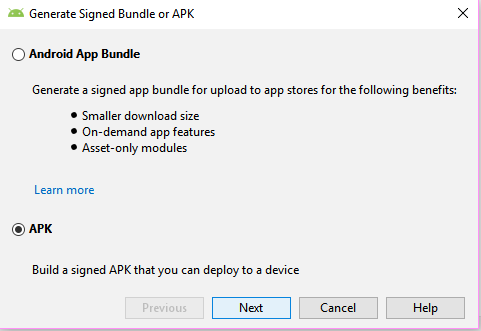 Generate Signed Bundle or APK
Android App Bundle
Generate a signed app bundle for upload to app stores for the following benefits:
• Smaller download size
• On-demand app features
• Asset-only modules
Learn more
APK
Build a signed APK that you can deploy to a device
Previous Next Cancel Help